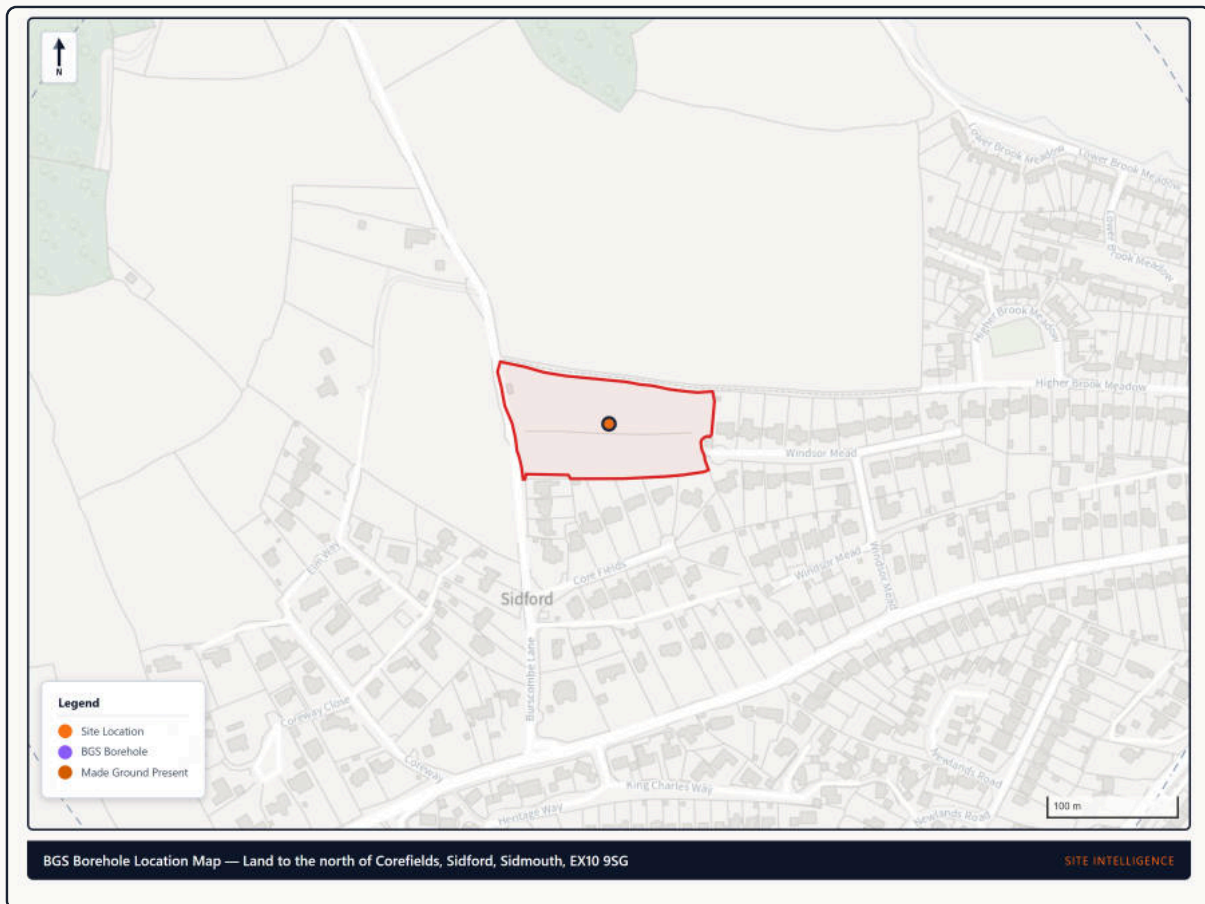 N
Lower Brook Meadow
Lower Brook Meadow
Lower Brook Meadow
Higher Brook Meadow
Higher Brook Meadow
Windsor Mead
Elm Way
Core Fields
Windsor Mead
Windsor Mead
Sidford
Burscombe Lane
Coreway Close
Coreway
King Charles Way
Heritage Way
Newlands Road
Legend
Site Location
BGS Borehole
Made Ground Present
100 m
BGS Borehole Location Map — Land to the north of Corefields, Sidford, Sidmouth, EX10 9SG
SITE INTELLIGENCE